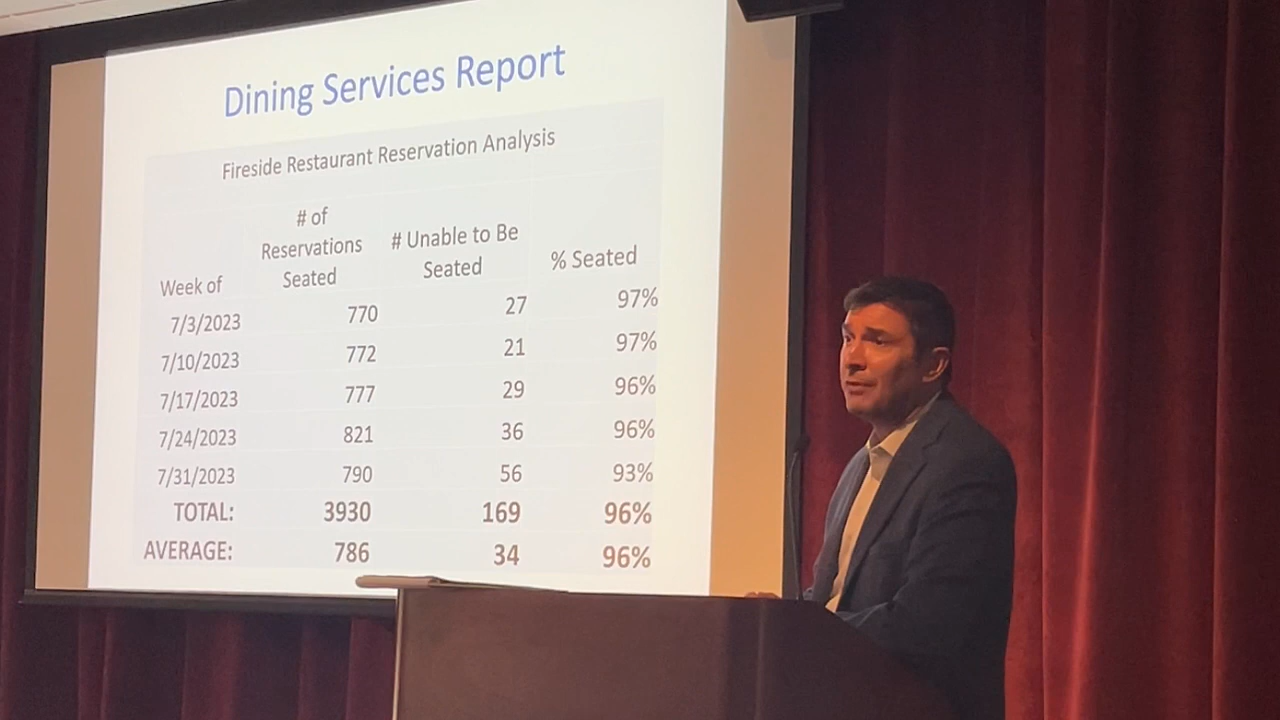 Dining Services Report
Fireside Restaurant Reservation Analysis
Week of # of Reservations Seated # Unable to Be Seated % Seated
7/3/2023 770 27 97%
7/10/2023 772 21 97%
7/17/2023 777 29 96%
7/24/2023 821 36 96%
7/31/2023 790 56 93%
TOTAL: 3930 169 96%
AVERAGE: 786 34 96%